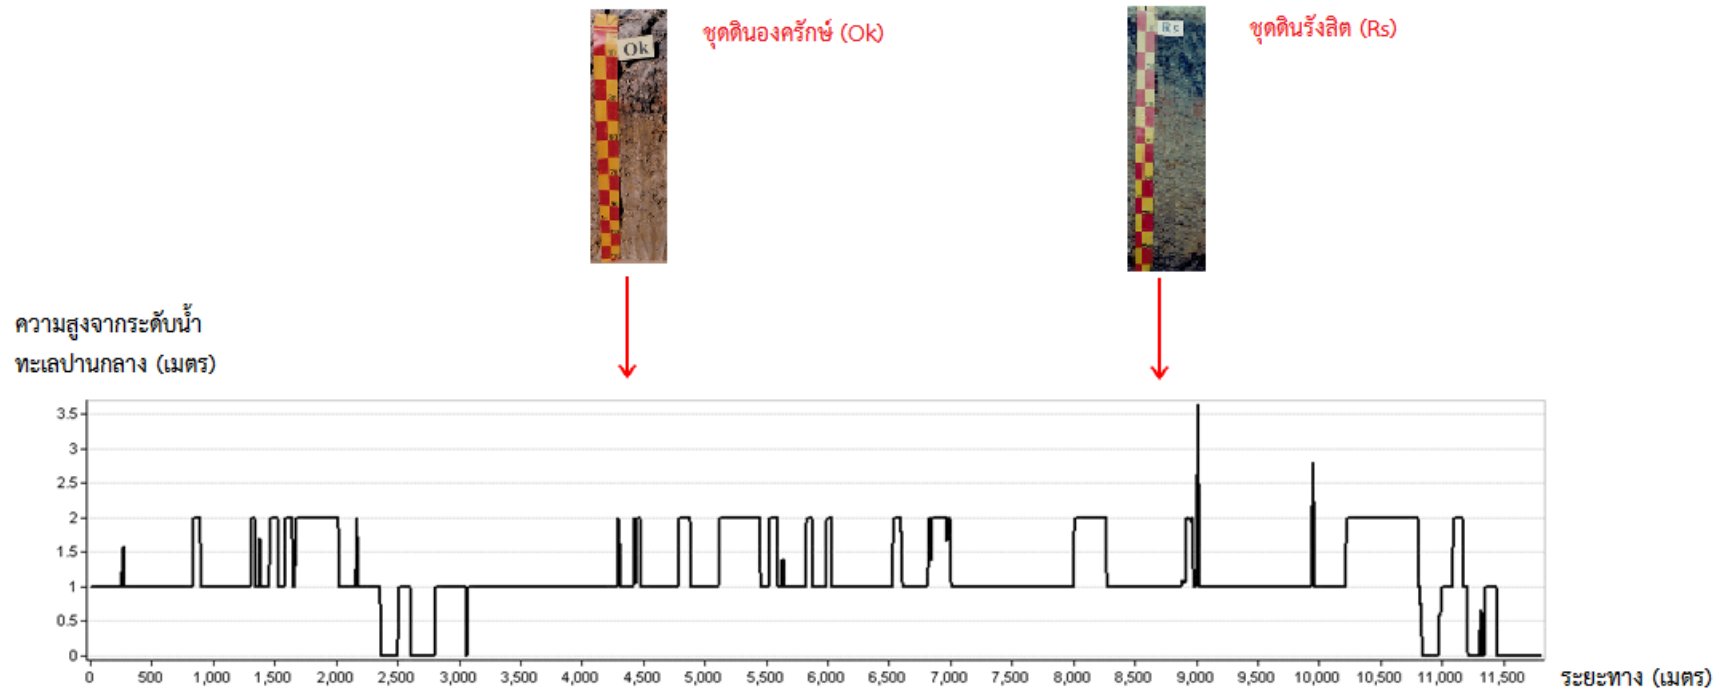 Ok
ชุดดินองครักษ์ (Ok)
Rs
ชุดดินรังสิต (Rs)
ความสูงจากระดับน้ำ
ทะเลปานกลาง (เมตร)
3.5
3
2.5
2
1.5
1
0.5
0
0 500 1,000 1,500 2,000 2,500 3,000 3,500 4,000 4,500 5,000 5,500 6,000 6,500 7,000 7,500 8,000 8,500 9,000 9,500 10,000 10,500 11,000 11,500 ระยะทาง (เมตร)